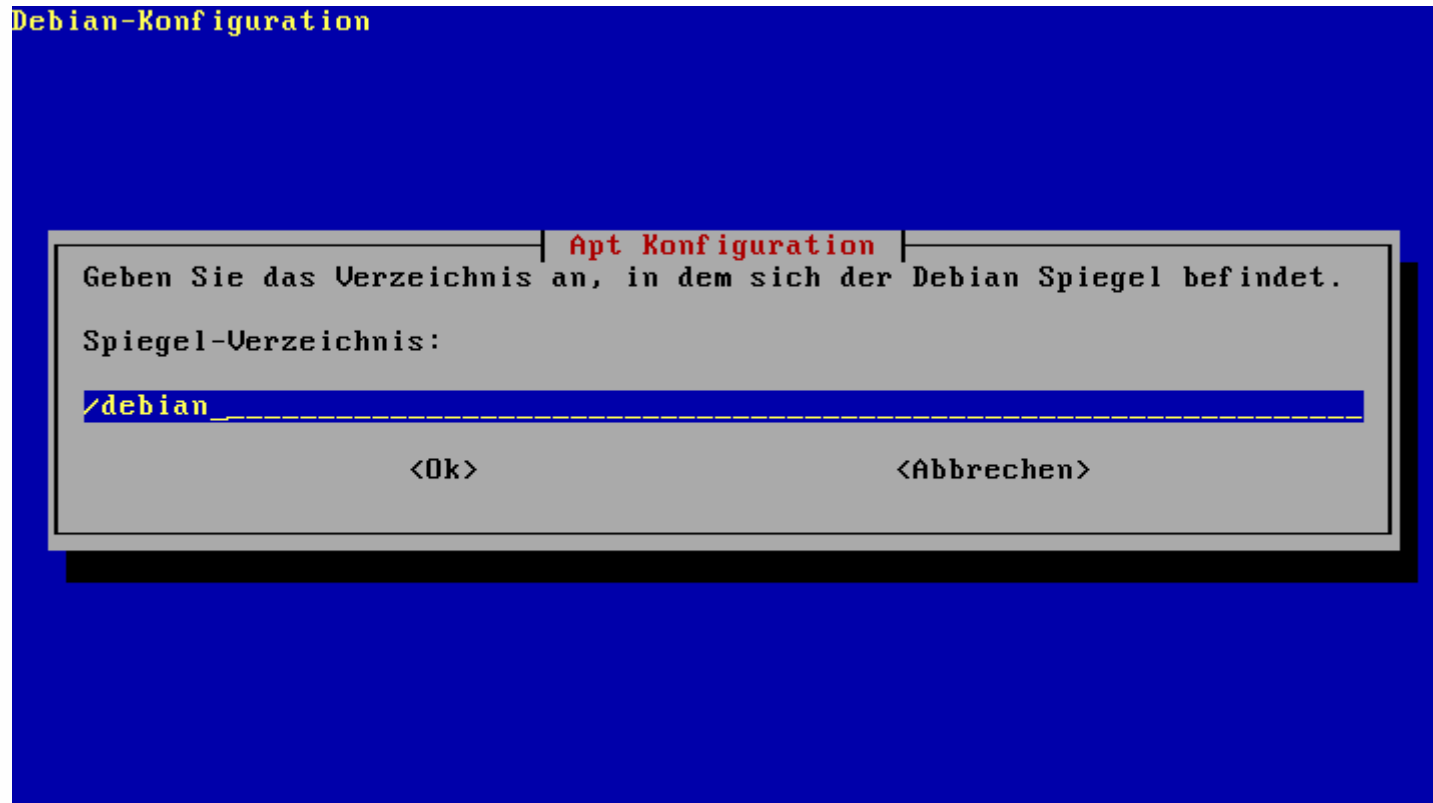 Debian-Konfiguration
Apt Konfiguration
Geben Sie das Verzeichnis an, in dem sich der Debian Spiegel befindet.
Spiegel-Verzeichnis:
/debian
<Ok> <Abbrechen>